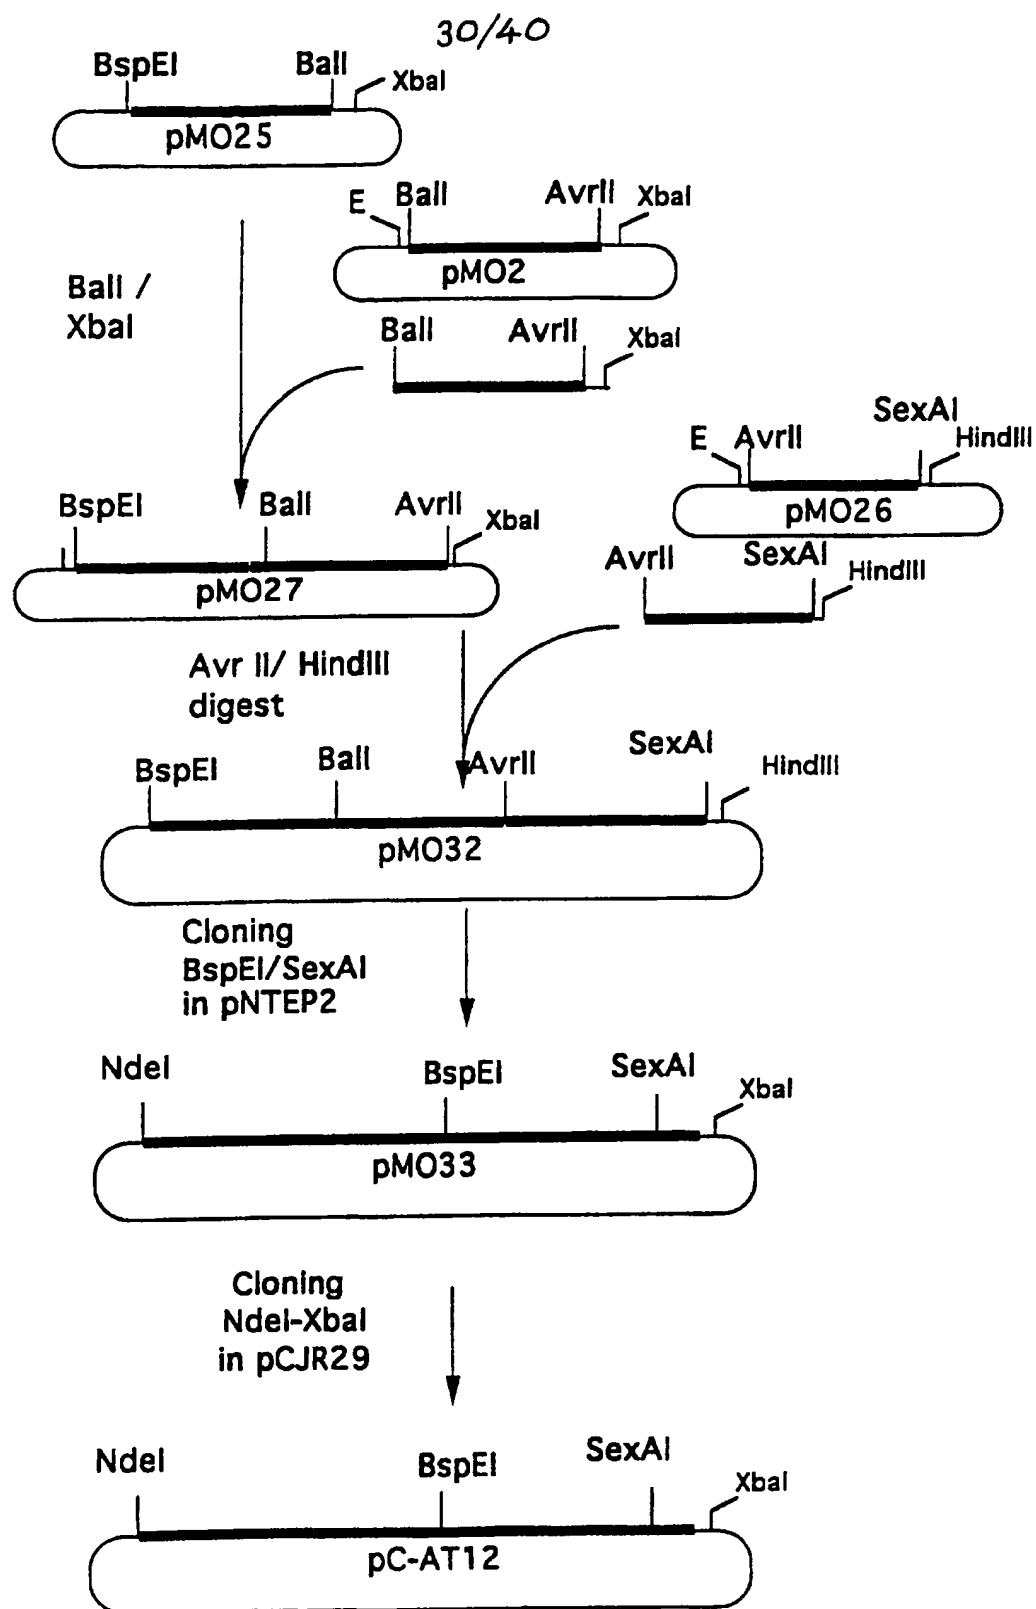 30/40
BspEI BalI XbaI
pMO25
E BalI AvrII XbaI
pMO2
BalI /
XbaI
BalI AvrII XbaI
E AvrII SexAI HindIII
pMO26
BspEI BalI AvrII XbaI
pMO27
AvrII SexAI HindIII
Avr II/ HindIII
digest
BspEI BalI AvrII SexAI HindIII
pMO32
Cloning
BspEI/SexAI
in pNTEP2
NdeI BspEI SexAI XbaI
pMO33
Cloning
NdeI-XbaI
in pCJR29
NdeI BspEI SexAI XbaI
pC-AT12